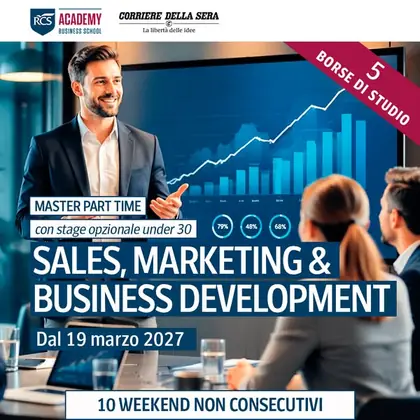 RCS
ACADEMY
BUSINESS SCHOOL
CORRIERE DELLA SERA
La libertà delle idee
5
BORSE DI STUDIO
MASTER PART TIME
con stage opzionale under 30
79%
48%
68%
SALES, MARKETING &
BUSINESS DEVELOPMENT
Dal 19 marzo 2027
10 WEEKEND NON CONSECUTIVI